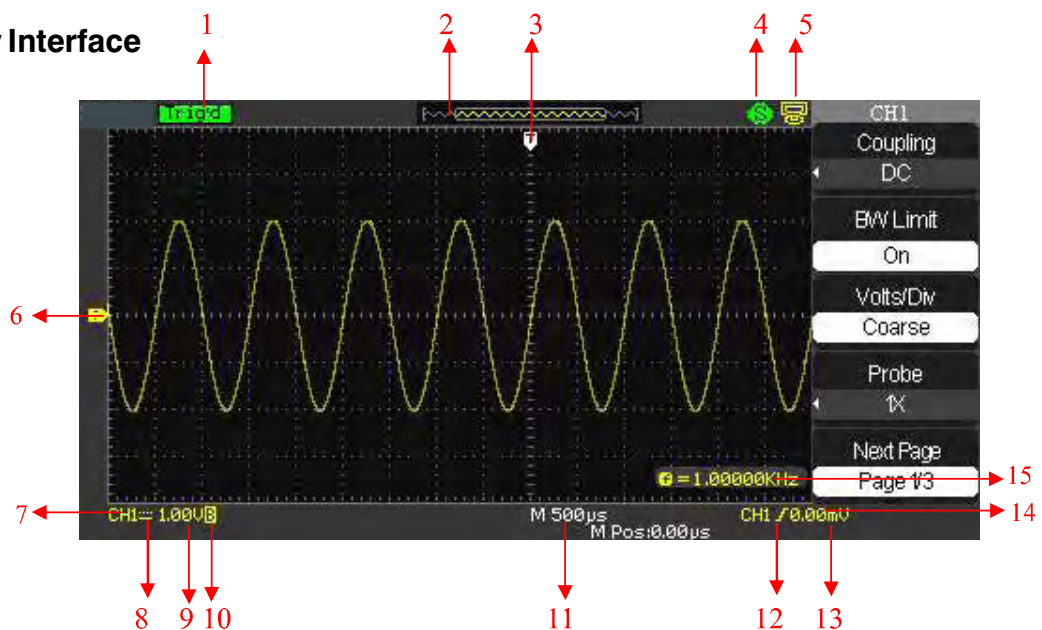 Interface
1 2 3 4 5
Trig'd
T
S
CH1
Coupling
DC
BW Limit
On
Volts/Div
Coarse
Probe
1X
Next Page
Page 1/3
6
f = 1.00000KHz
15
7
CH1 1.00V B
M 500µs
CH1 0.00mV
14
M Pos:0.00µs
8 9 10 11 12 13